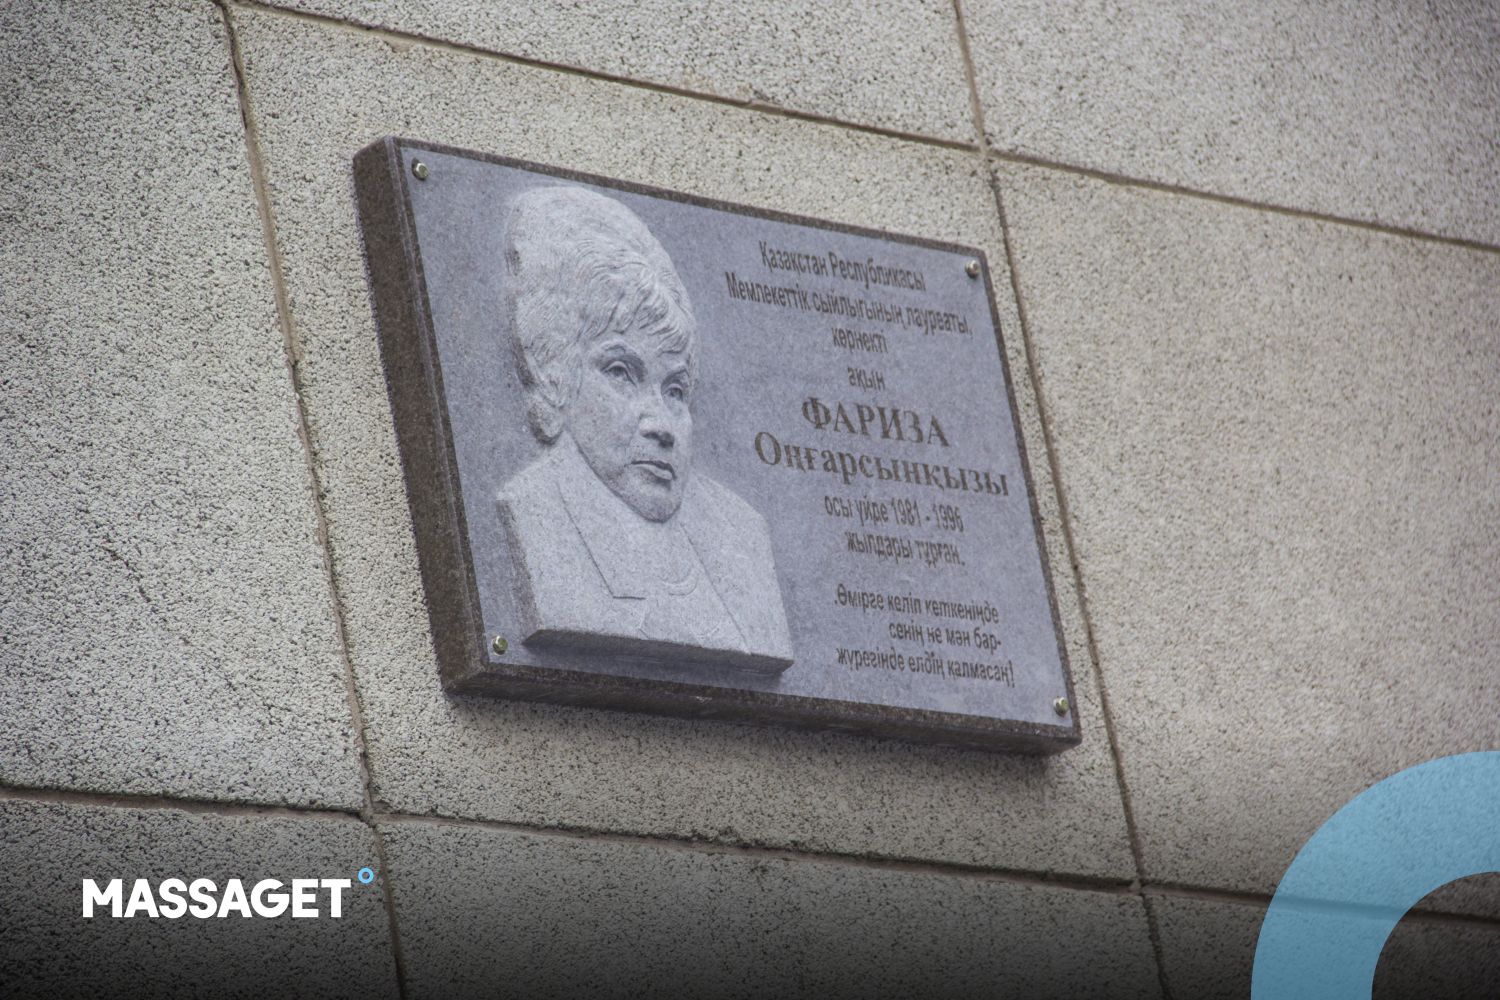 Қазақстан Республикасы
Мемлекеттік сыйлығының лауреаты,
көрнекті
ақын
ФАРИЗА
Оңғарсынқызы
осы үйде 1981 - 1996
жылдары тұрған.
.Өмірге келіп кеткеніңде
сенің не мән бар-
жүрегінде елдің қалмасаң!
MASSAGET